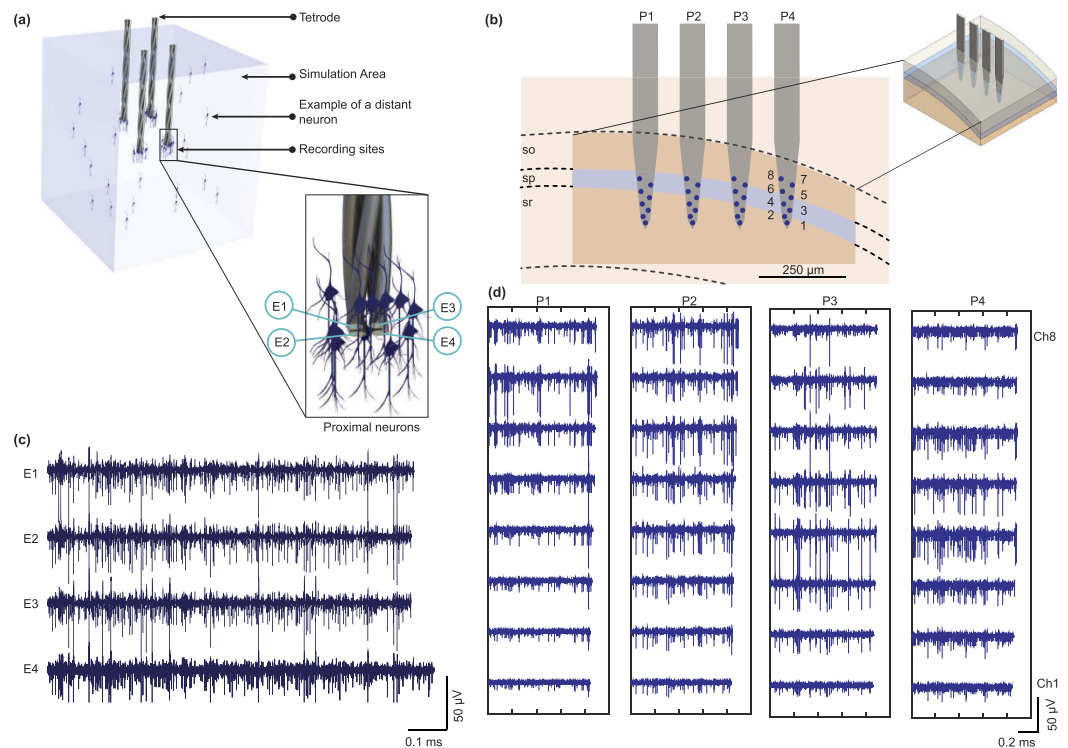 (a)
Tetrode
Simulation Area
Example of a distant
neuron
Recording sites
E1
E3
E2
E4
Proximal neurons
(b)
P1 P2 P3 P4
so
sp
sr
8 7
6 5
4 3
2 1
250 µm
(c)
E1
E2
E3
E4
50 µV
0.1 ms
(d)
P1 P2 P3 P4
Ch8
Ch1
50 µV
0.2 ms